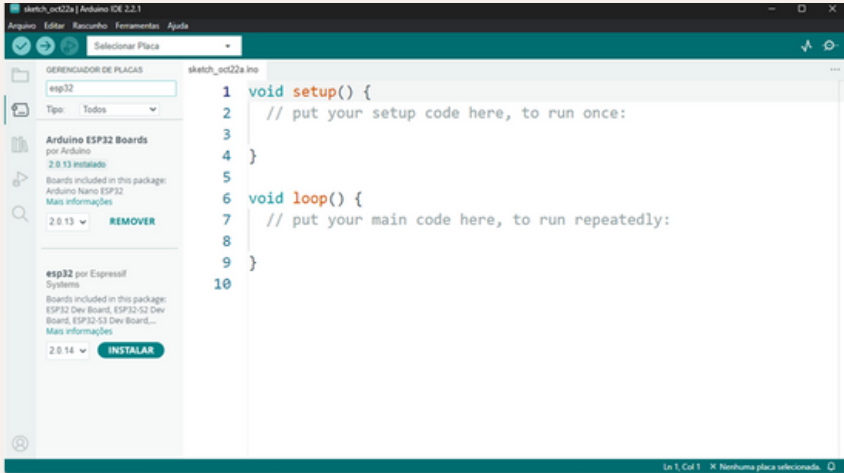 sketch_oct22a | Arduino IDE 2.2.1
Arquivo Editar Rascunho Ferramentas Ajuda
Selecionar Placa
GERENCIADOR DE PLACAS
esp32
Tipo: Todos
Arduino ESP32 Boards
por Arduino
2.0.13 instalado
Boards included in this package:
Arduino Nano ESP32
Mais informações
2.0.13 REMOVER
esp32 por Espressif
Systems
Boards included in this package:
ESP32 Dev Board, ESP32-S2 Dev
Board, ESP32-S3 Dev Board,...
Mais informações
2.0.14 INSTALAR
sketch_oct22a.ino
1 void setup() {
2 // put your setup code here, to run once:
3
4 }
5
6 void loop() {
7 // put your main code here, to run repeatedly:
8
9 }
10
Ln 1, Col 1 × Nenhuma placa selecionada.